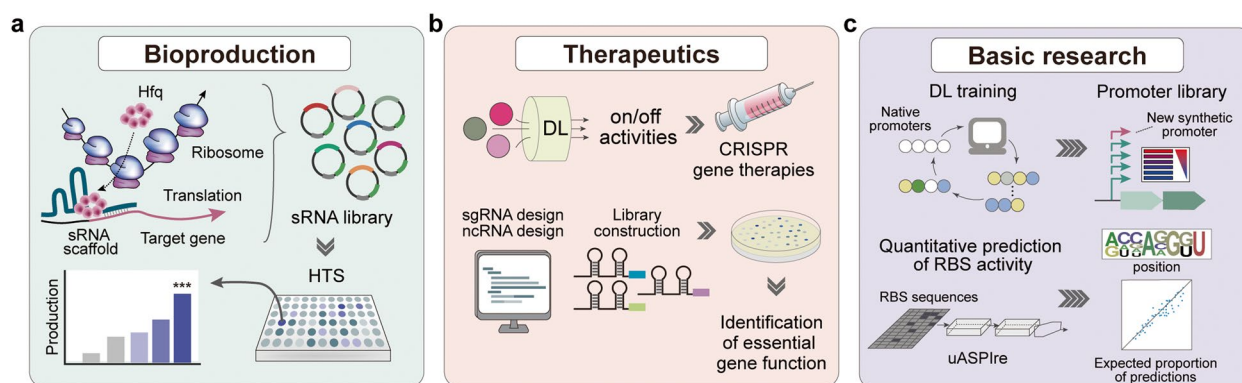 a
Bioproduction
Hfq
Ribosome
Translation
sRNA
scaffold
Target gene
sRNA library
HTS
Production
***
b
Therapeutics
DL
on/off
activities
CRISPR
gene therapies
sgRNA design
ncRNA design
Library
construction
Identification
of essential
gene function
c
Basic research
DL training
Native
promoters
Promoter library
New synthetic
promoter
Quantitative prediction
of RBS activity
RBS sequences
uASPIre
position
Expected proportion
of predictions